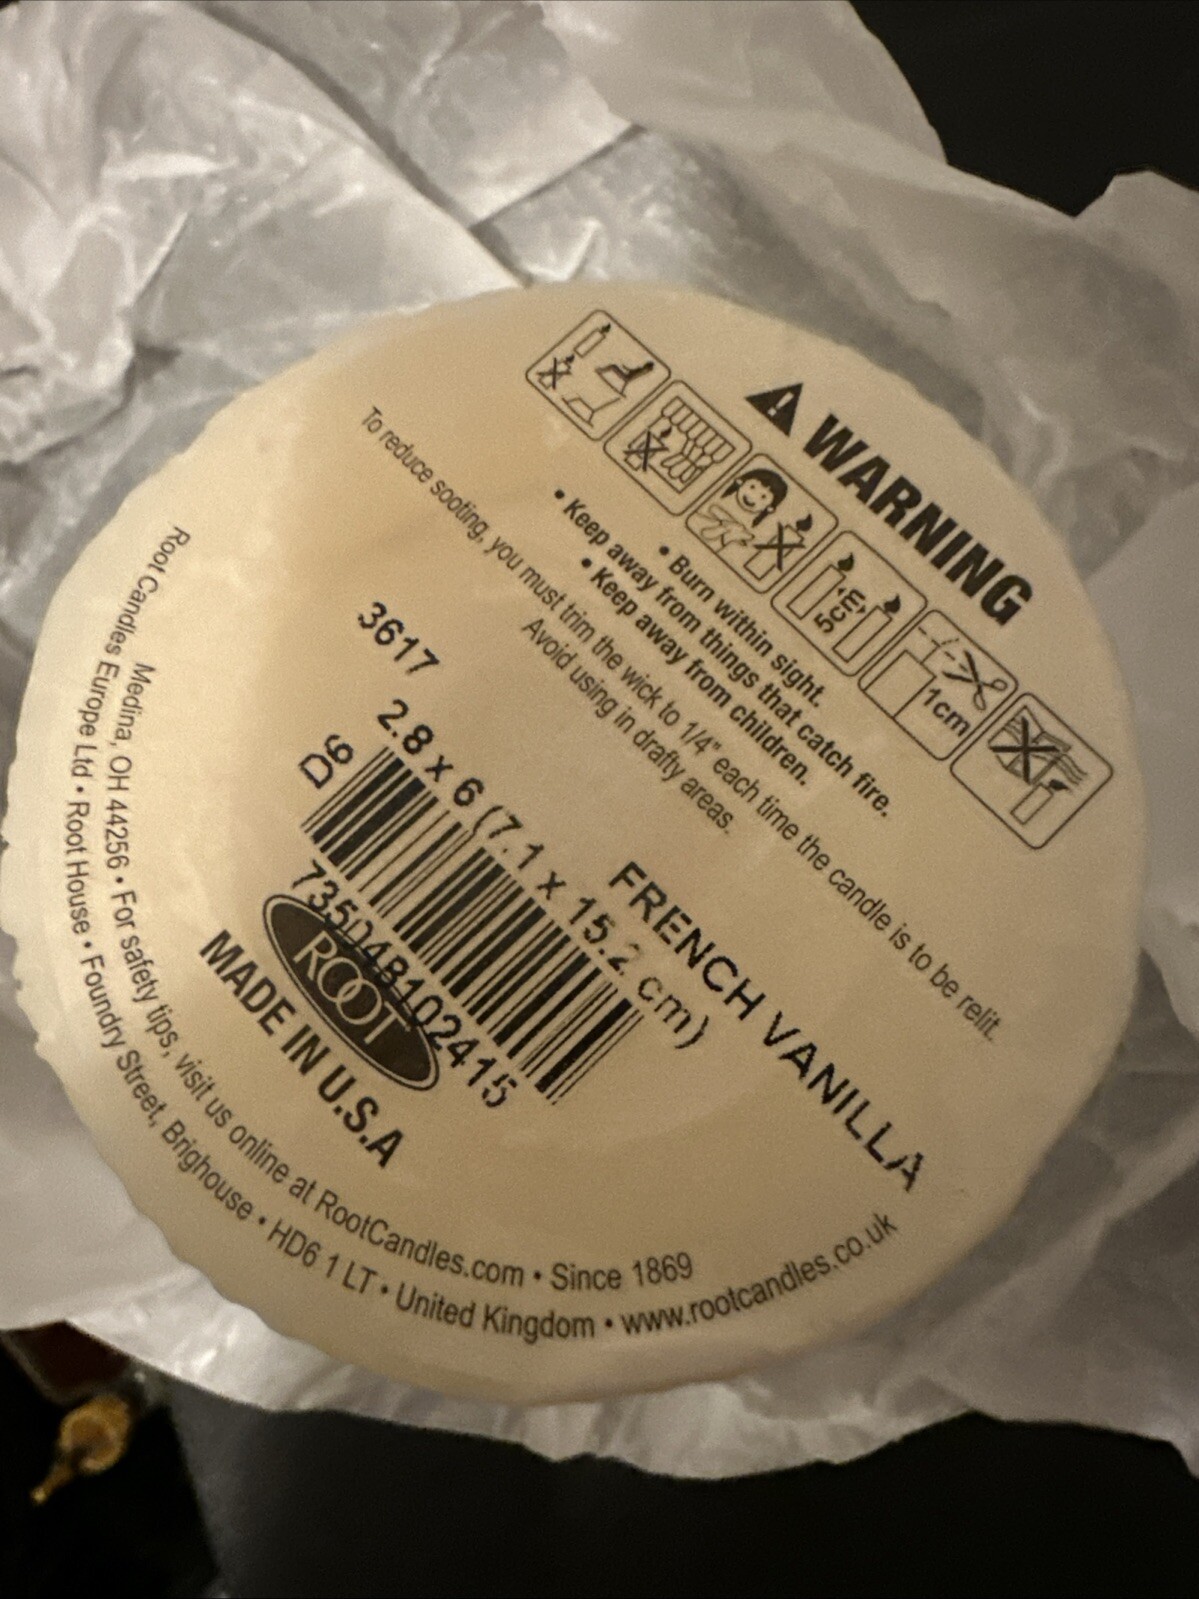 WARNING
5cm
1cm
• Burn within sight.
• Keep away from things that catch fire.
• Keep away from children.
To reduce sooting, you must trim the wick to 1/4" each time the candle is to be relit.
Avoid using in drafty areas.
FRENCH VANILLA
3617
2.8 x 6 (7.1 x 15.2 cm)
D6
735048102415
ROOT
MADE IN U.S.A
Medina, OH 44256 • For safety tips, visit us online at RootCandles.com • Since 1869
Root Candles Europe Ltd • Root House • Foundry Street, Brighouse • HD6 1 LT • United Kingdom • www.rootcandles.co.uk